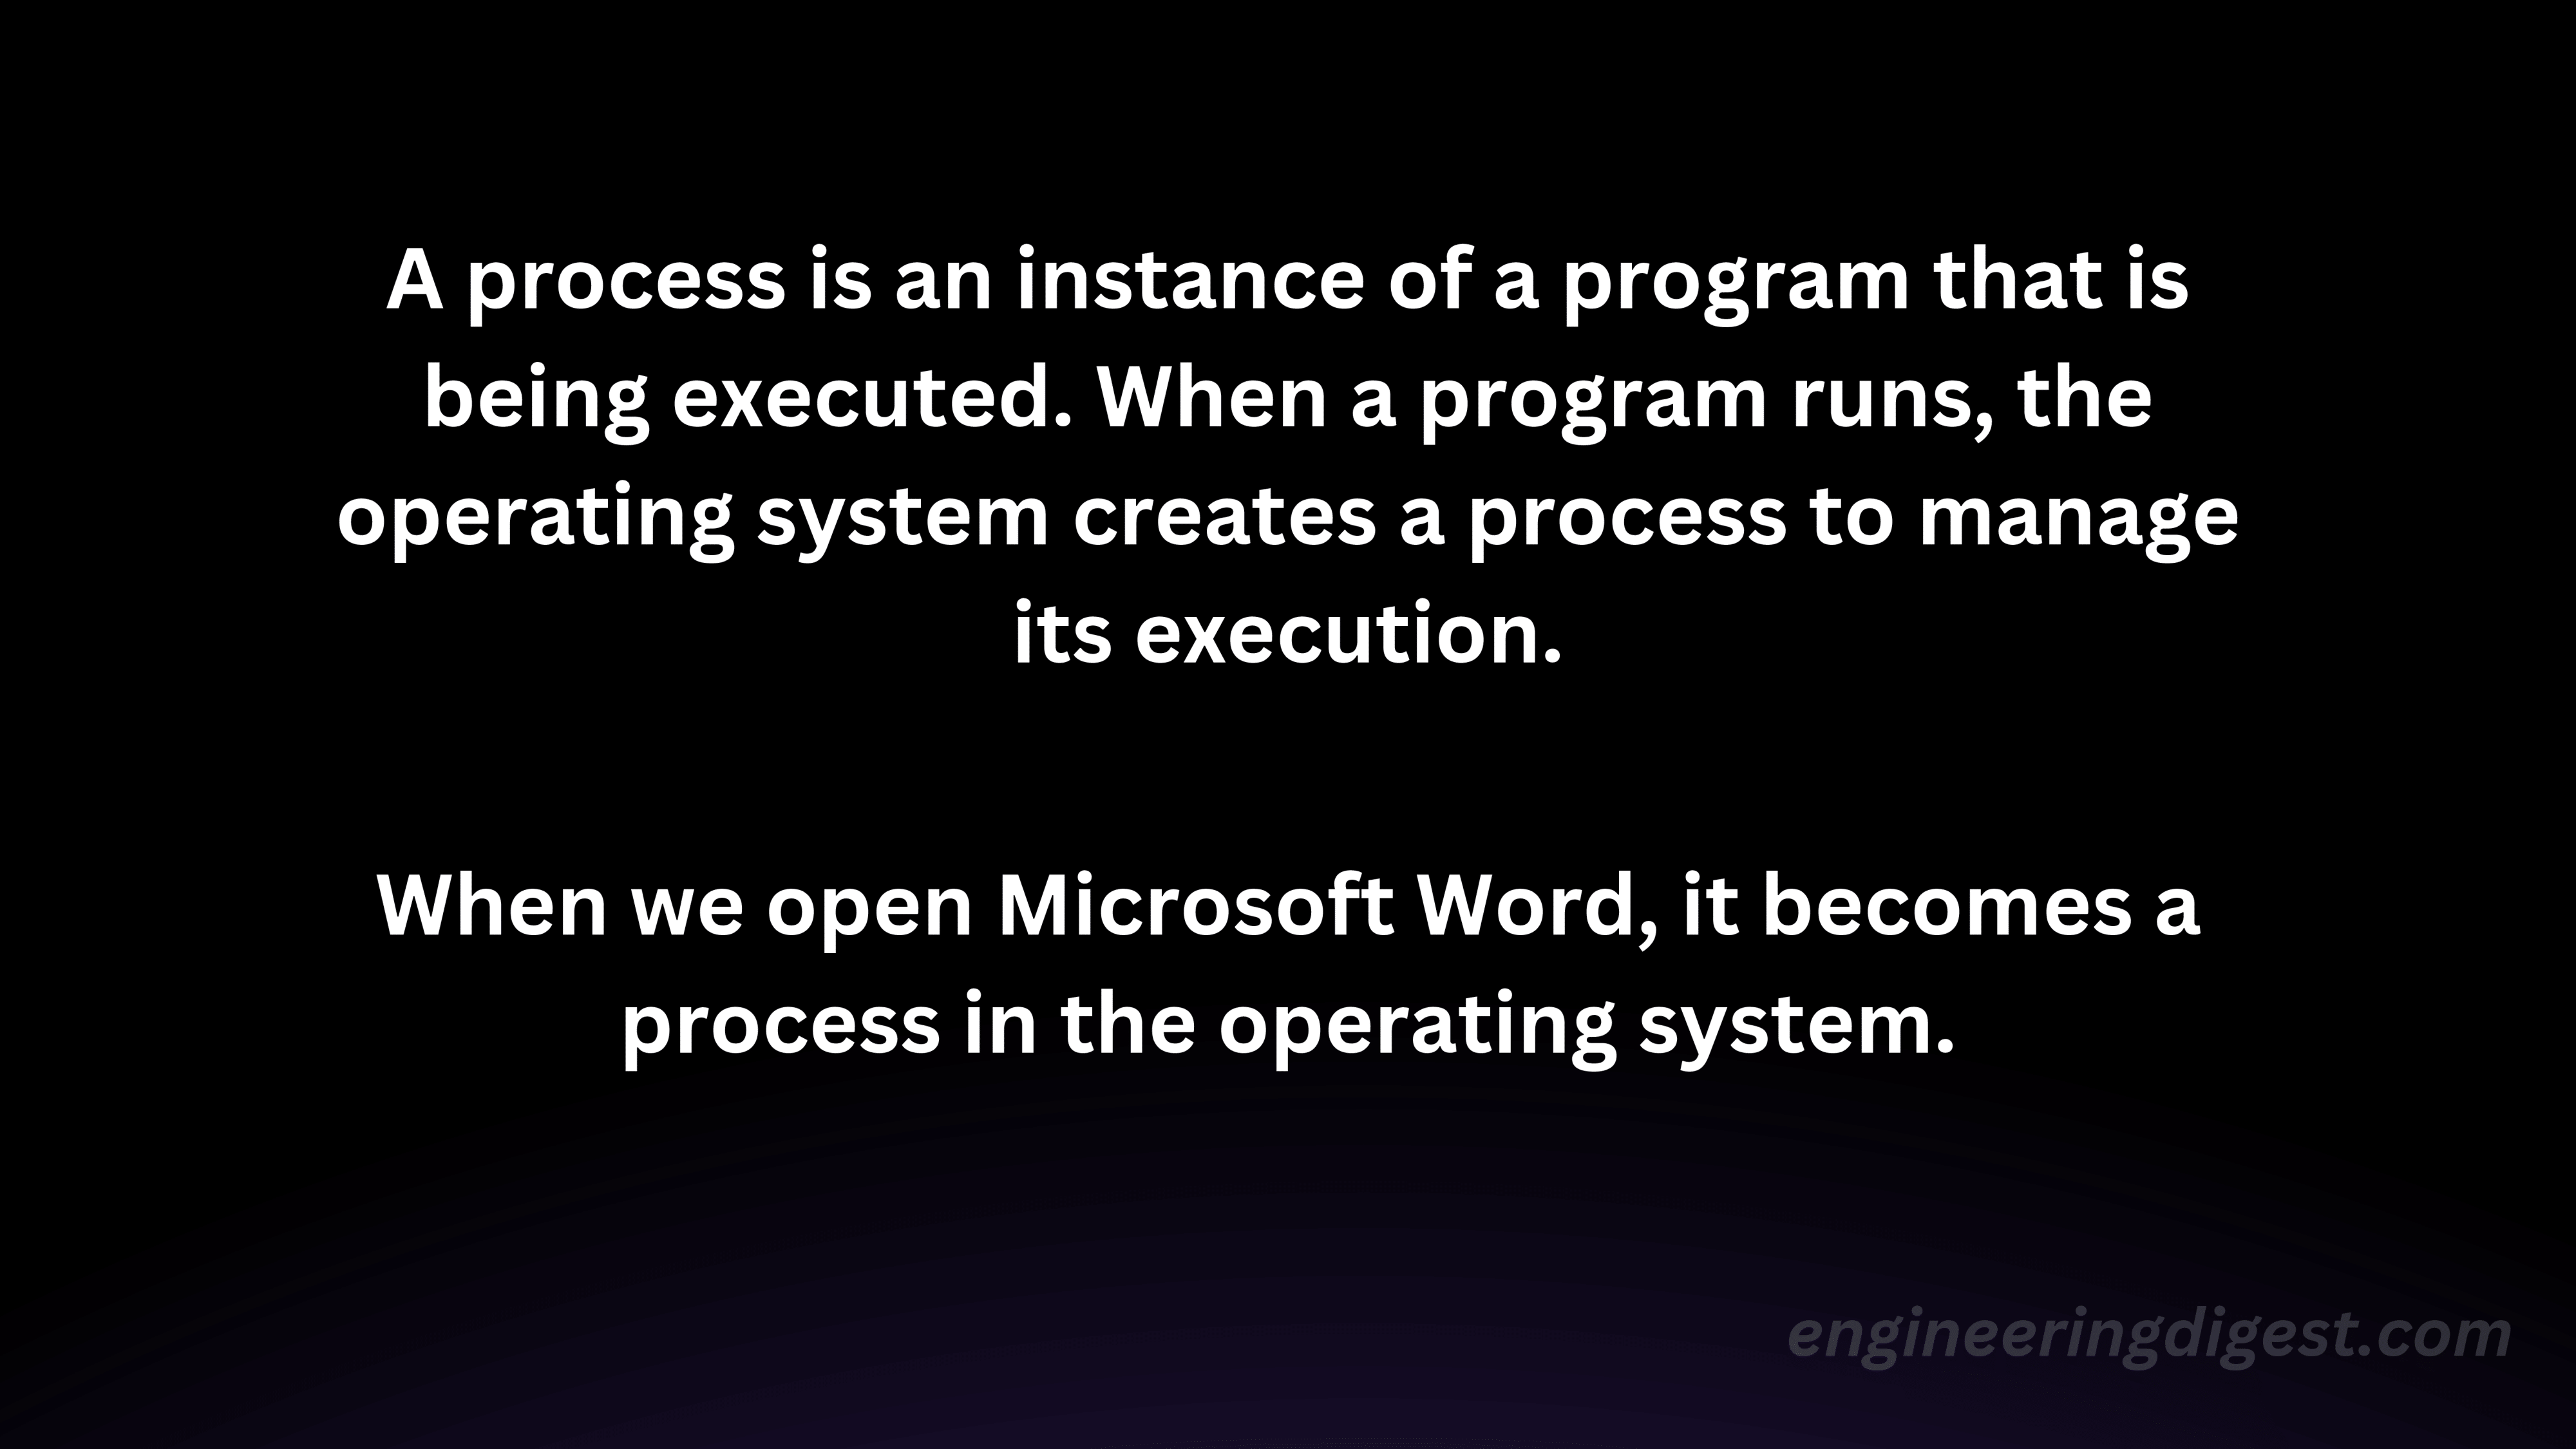 A process is an instance of a program that is
being executed. When a program runs, the
operating system creates a process to manage
its execution.
When we open Microsoft Word, it becomes a
process in the operating system.
engineeringdigest.com